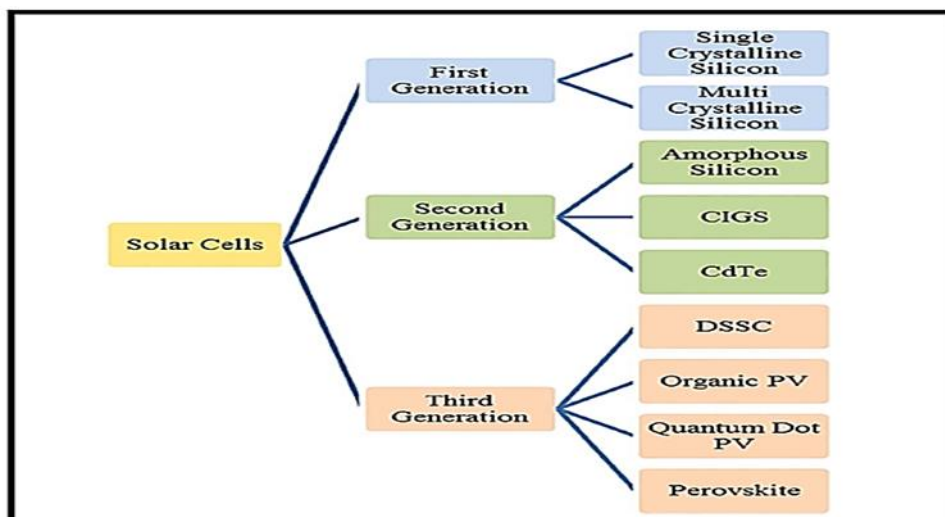 Solar Cells
First
Generation
Single
Crystalline
Silicon
Multi
Crystalline
Silicon
Second
Generation
Amorphous
Silicon
CIGS
CdTe
Third
Generation
DSSC
Organic PV
Quantum Dot
PV
Perovskite